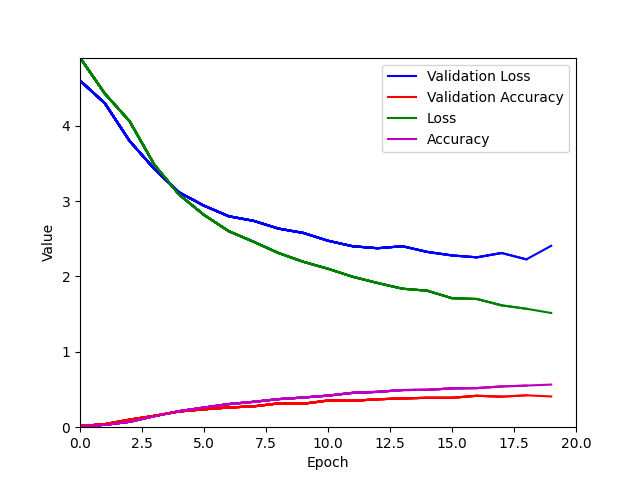 Validation Loss
Validation Accuracy
Loss
Accuracy
4
3
2
1
0
Value
0.0 2.5 5.0 7.5 10.0 12.5 15.0 17.5 20.0
Epoch